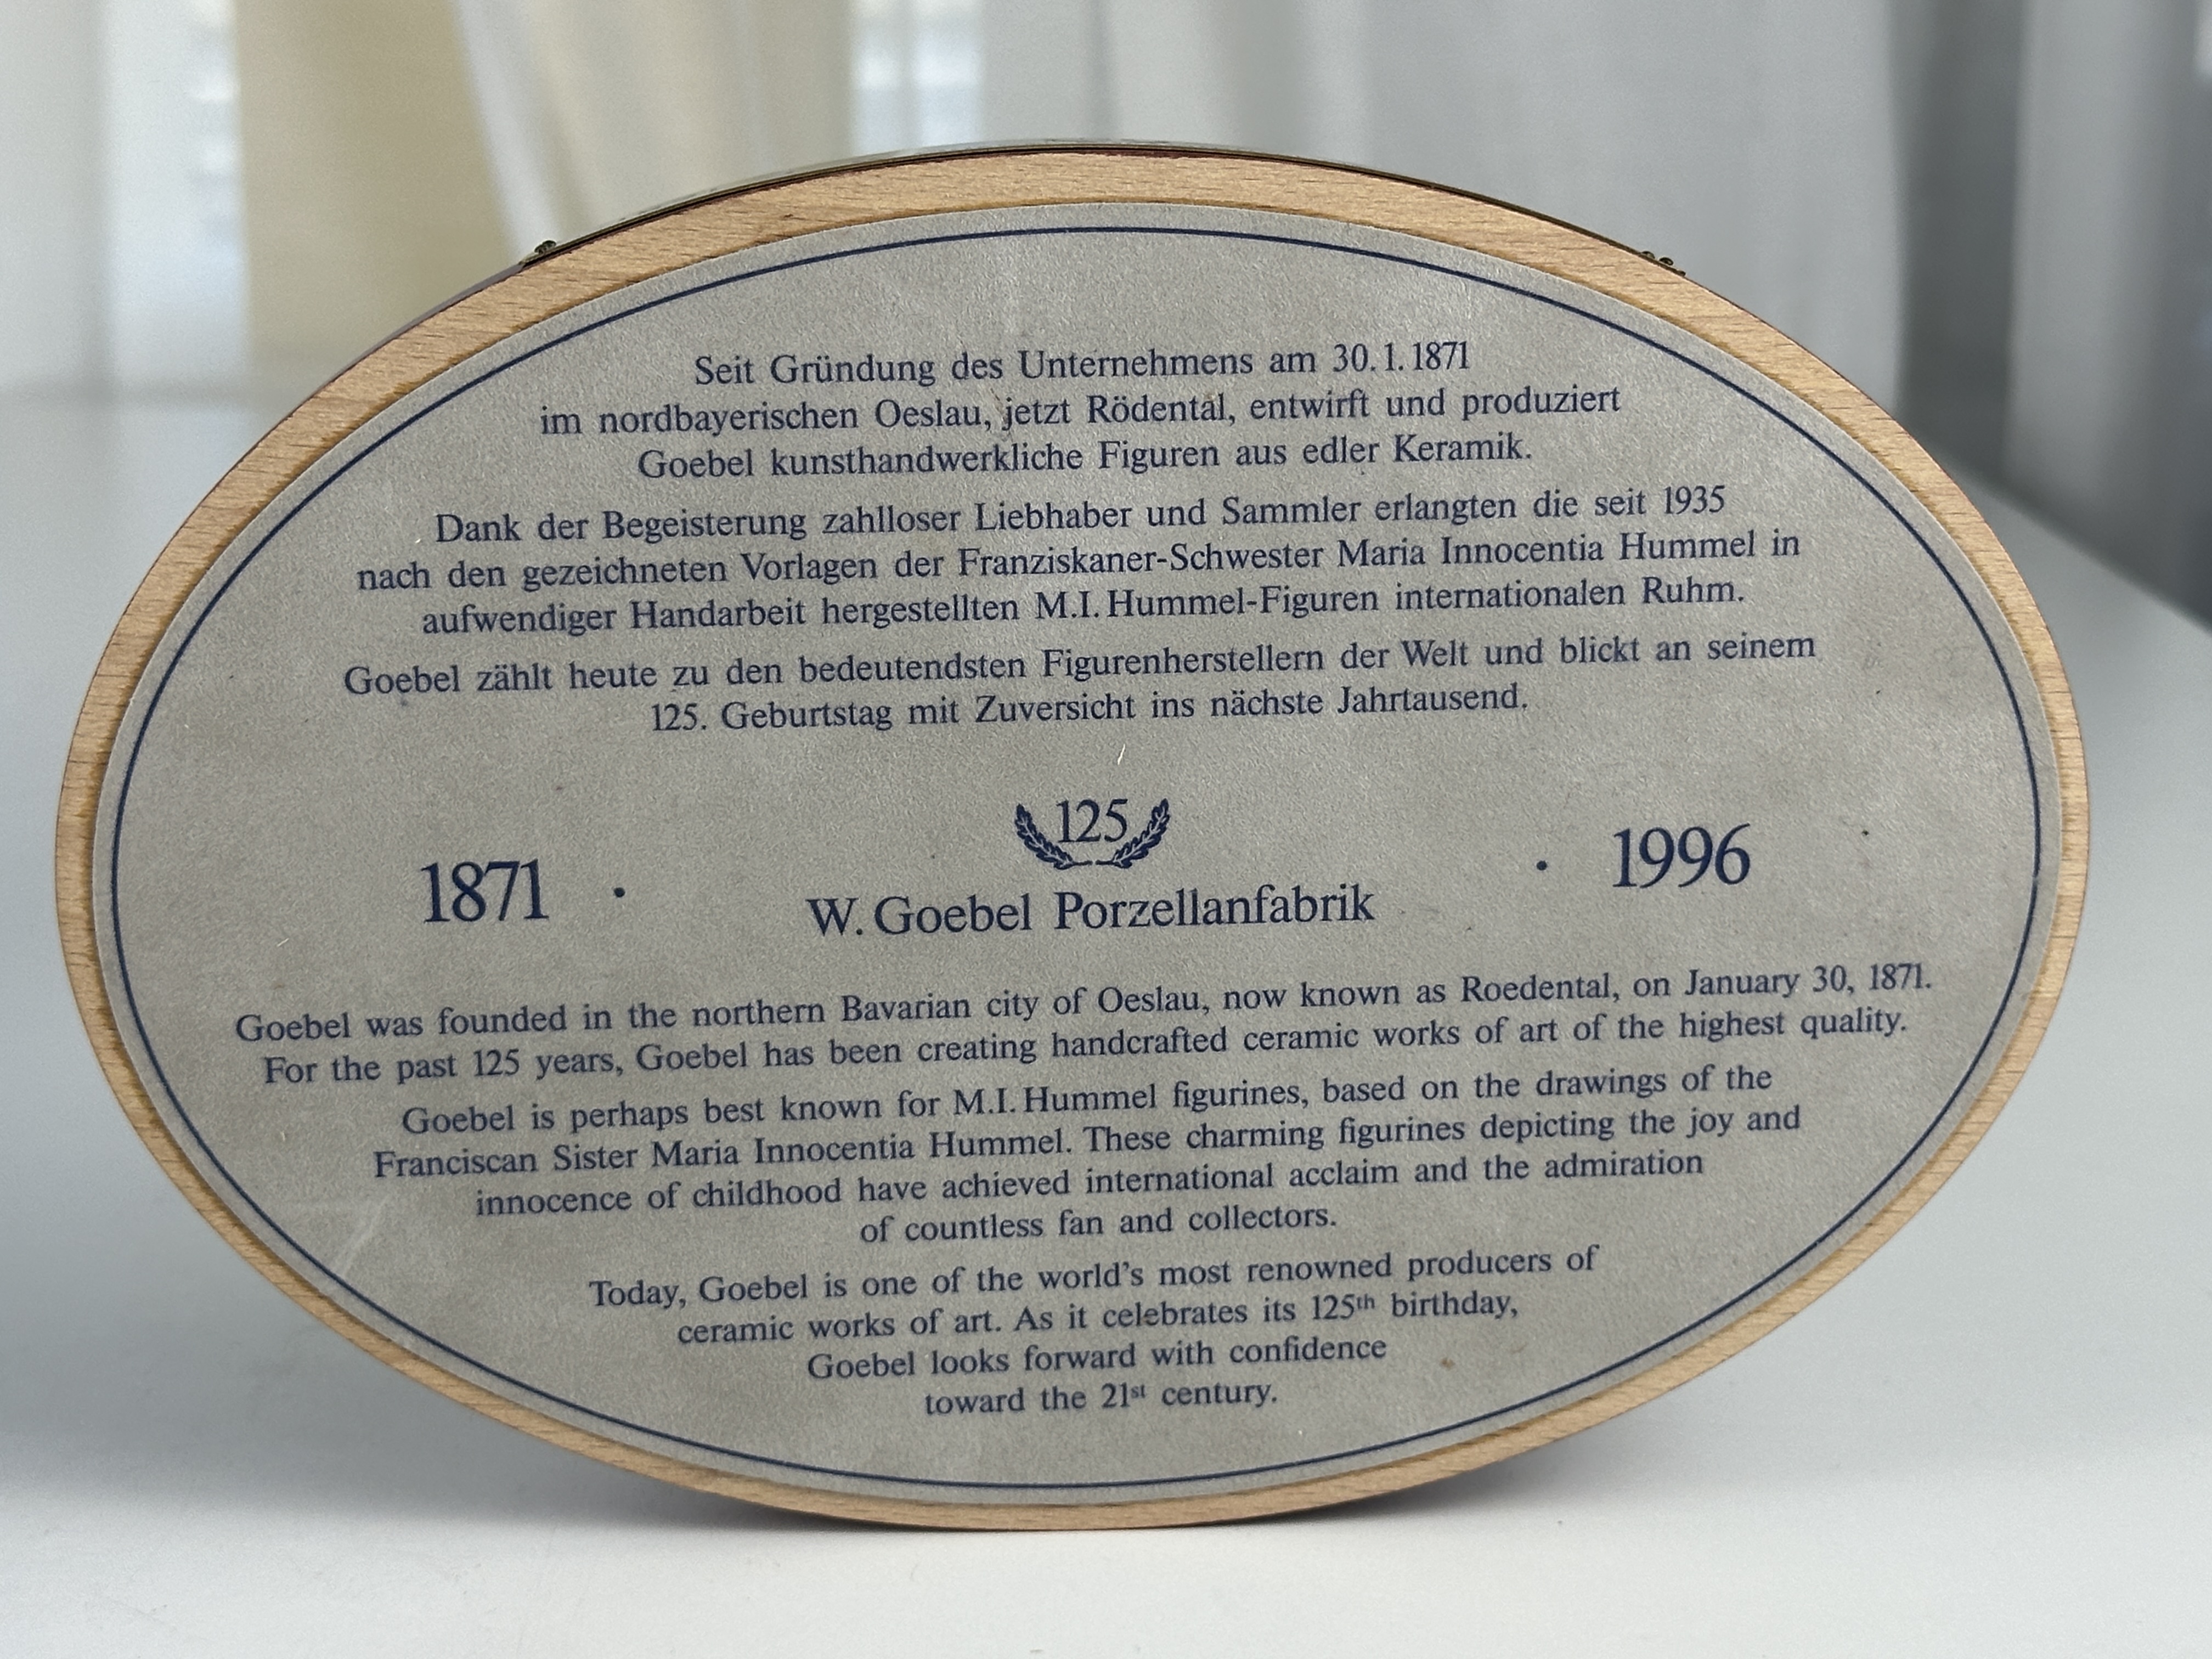 Seit Gründung des Unternehmens am 30.1.1871
im nordbayerischen Oeslau, jetzt Rödental, entwirft und produziert
Goebel kunsthandwerkliche Figuren aus edler Keramik.
Dank der Begeisterung zahlloser Liebhaber und Sammler erlangten die seit 1935
nach den gezeichneten Vorlagen der Franziskaner-Schwester Maria Innocentia Hummel in
aufwendiger Handarbeit hergestellten M.I. Hummel-Figuren internationalen Ruhm.
Goebel zählt heute zu den bedeutendsten Figurenherstellern der Welt und blickt an seinem
125. Geburtstag mit Zuversicht ins nächste Jahrtausend.
125
1871 · W. Goebel Porzellanfabrik · 1996
Goebel was founded in the northern Bavarian city of Oeslau, now known as Roedental, on January 30, 1871.
For the past 125 years, Goebel has been creating handcrafted ceramic works of art of the highest quality.
Goebel is perhaps best known for M.I. Hummel figurines, based on the drawings of the
Franciscan Sister Maria Innocentia Hummel. These charming figurines depicting the joy and
innocence of childhood have achieved international acclaim and the admiration
of countless fan and collectors.
Today, Goebel is one of the world's most renowned producers of
ceramic works of art. As it celebrates its 125th birthday,
Goebel looks forward with confidence
toward the 21st century.